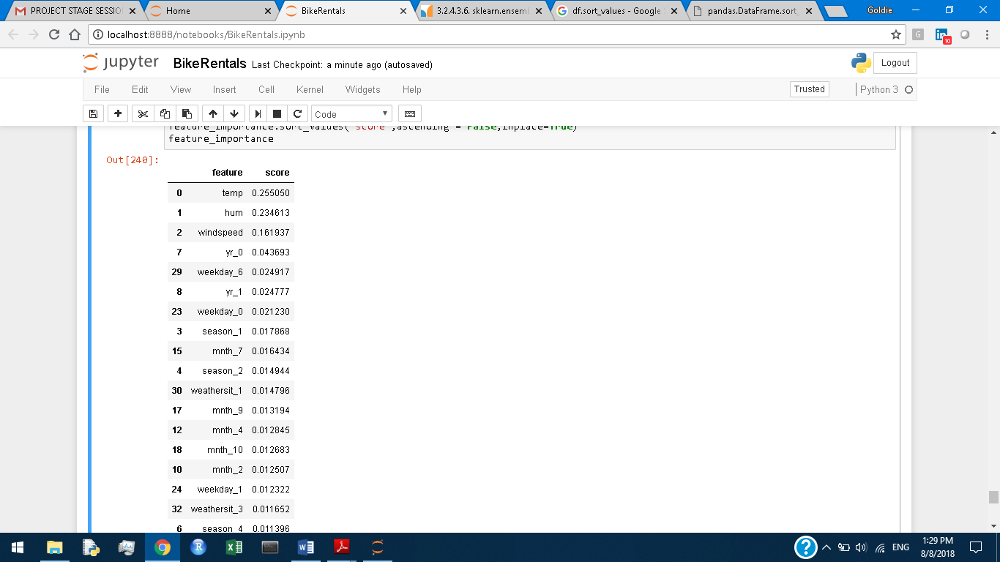 PROJECT STAGE SESSIO
Home
BikeRentals
3.2.4.3.6. sklearn.ensemb
df.sort_values - Google
pandas.DataFrame.sort_
Goldie
localhost:8888/notebooks/BikeRentals.ipynb
G
in
10
jupyter BikeRentals Last Checkpoint: a minute ago (autosaved)
Logout
File Edit View Insert Cell Kernel Widgets Help
Trusted
Python 3
Code
feature_importance.sort_values('score',ascending = False,inplace=True)
feature_importance
Out[240]:
feature score
0 temp 0.255050
1 hum 0.234613
2 windspeed 0.161937
7 yr_0 0.043693
29 weekday_6 0.024917
8 yr_1 0.024777
23 weekday_0 0.021230
3 season_1 0.017868
15 mnth_7 0.016434
4 season_2 0.014944
30 weathersit_1 0.014796
17 mnth_9 0.013194
12 mnth_4 0.012845
18 mnth_10 0.012683
10 mnth_2 0.012507
24 weekday_1 0.012322
32 weathersit_3 0.011652
6 season_4 0.011396
ENG
1:29 PM
8/8/2018